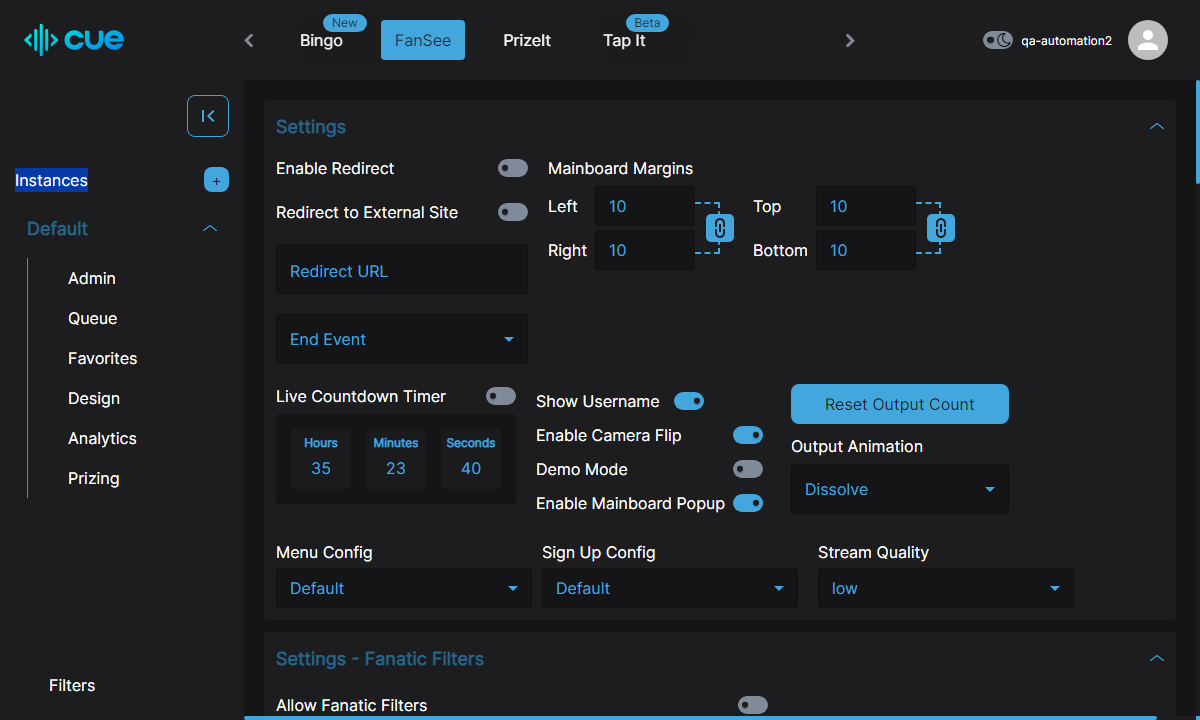 CUE
New
Bingo
FanSee
PrizeIt
Beta
Tap It
qa-automation2
Instances
+
Default
Admin
Queue
Favorites
Design
Analytics
Prizing
Filters
Settings
Enable Redirect
Redirect to External Site
Redirect URL
End Event
Mainboard Margins
Left 10
Right 10
Top 10
Bottom 10
Live Countdown Timer
Hours Minutes Seconds
35 23 40
Show Username
Enable Camera Flip
Demo Mode
Enable Mainboard Popup
Reset Output Count
Output Animation
Dissolve
Menu Config
Default
Sign Up Config
Default
Stream Quality
low
Settings - Fanatic Filters
Allow Fanatic Filters